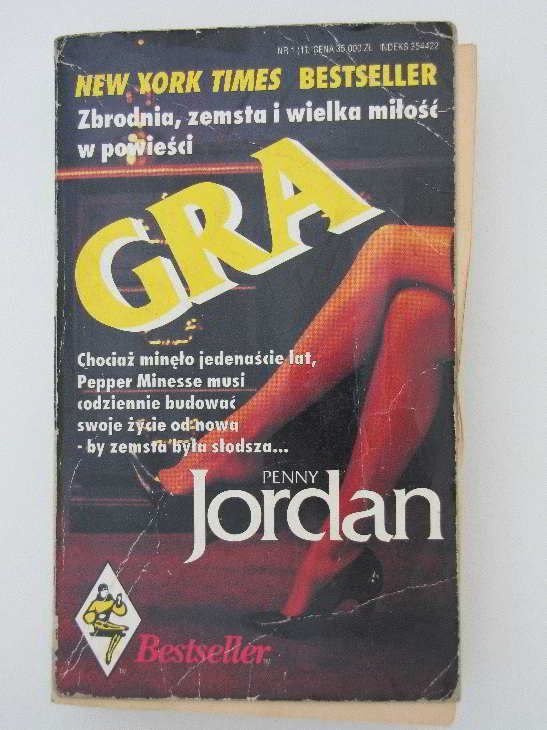 NR 1 (1). CENA 35.000 ZŁ INDEKS 354422
NEW YORK TIMES BESTSELLER
Zbrodnia, zemsta i wielka miłość
w powieści
GRA
Chociaż minęło jedenaście lat,
Pepper Minesse musi
codziennie budować
swoje życie od nowa
- by zemsta była słodsza...
PENNY
Jordan
Bestseller